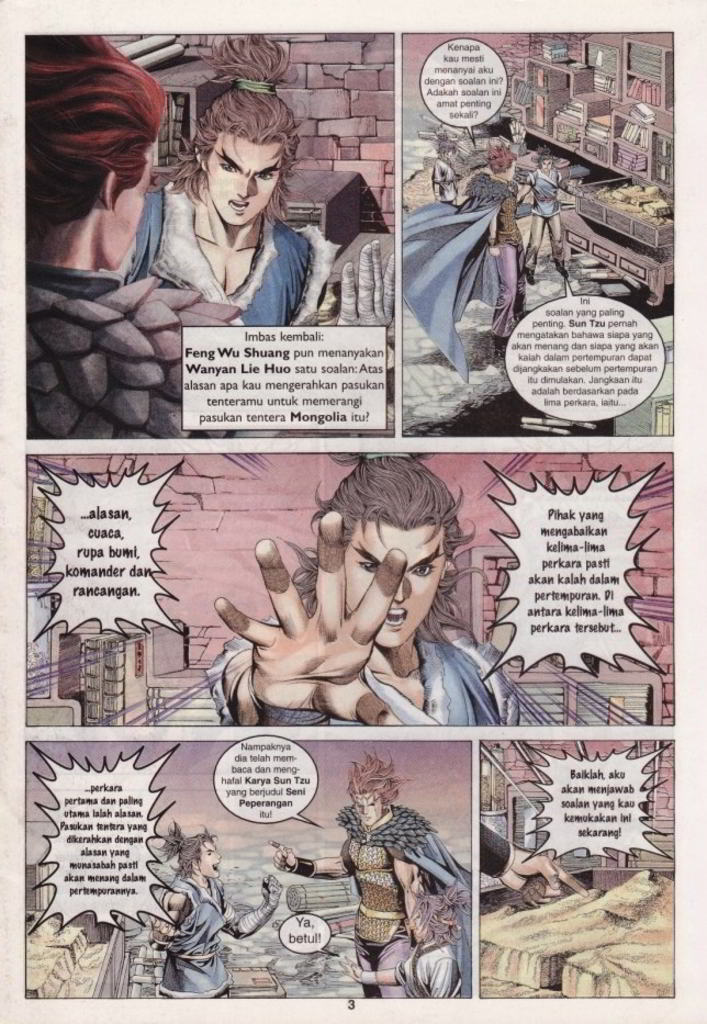 Imbas kembali:
Feng Wu Shuang pun menanyakan
Wanyan Lie Huo satu soalan: Atas
alasan apa kau mengerahkan pasukan
tenteramu untuk memerangi
pasukan tentera Mongolia itu?
Kenapa
kau mesti
menanyai aku
dengan soalan ini?
Adakah soalan ini
amat penting
sekali?
Ini
soalan yang paling
penting. Sun Tzu pernah
mengatakan bahawa siapa yang
akan menang dan siapa yang akan
kalah dalam pertempuran dapat
dijangkakan sebelum pertempuran
itu dimulakan. Jangkaan itu
adalah berdasarkan pada
lima perkara, iaitu...
...alasan,
cuaca,
rupa bumi,
komander dan
rancangan.
Pihak yang
mengabaikan
kelima-lima
perkara pasti
akan kalah dalam
pertempuran. Di
antara kelima-lima
perkara tersebut...
...perkara
pertama dan paling
utama ialah alasan.
Pasukan tentera yang
dikerahkan dengan
alasan yang
munasabah pasti
akan menang dalam
pertempurannya.
Nampaknya
dia telah mem-
baca dan meng-
hafal Karya Sun Tzu
yang berjudul Seni
Peperangan
itu!
Ya,
betul!
Baiklah, aku
akan menjawab
soalan yang kau
kemukakan ini
sekarang!
3